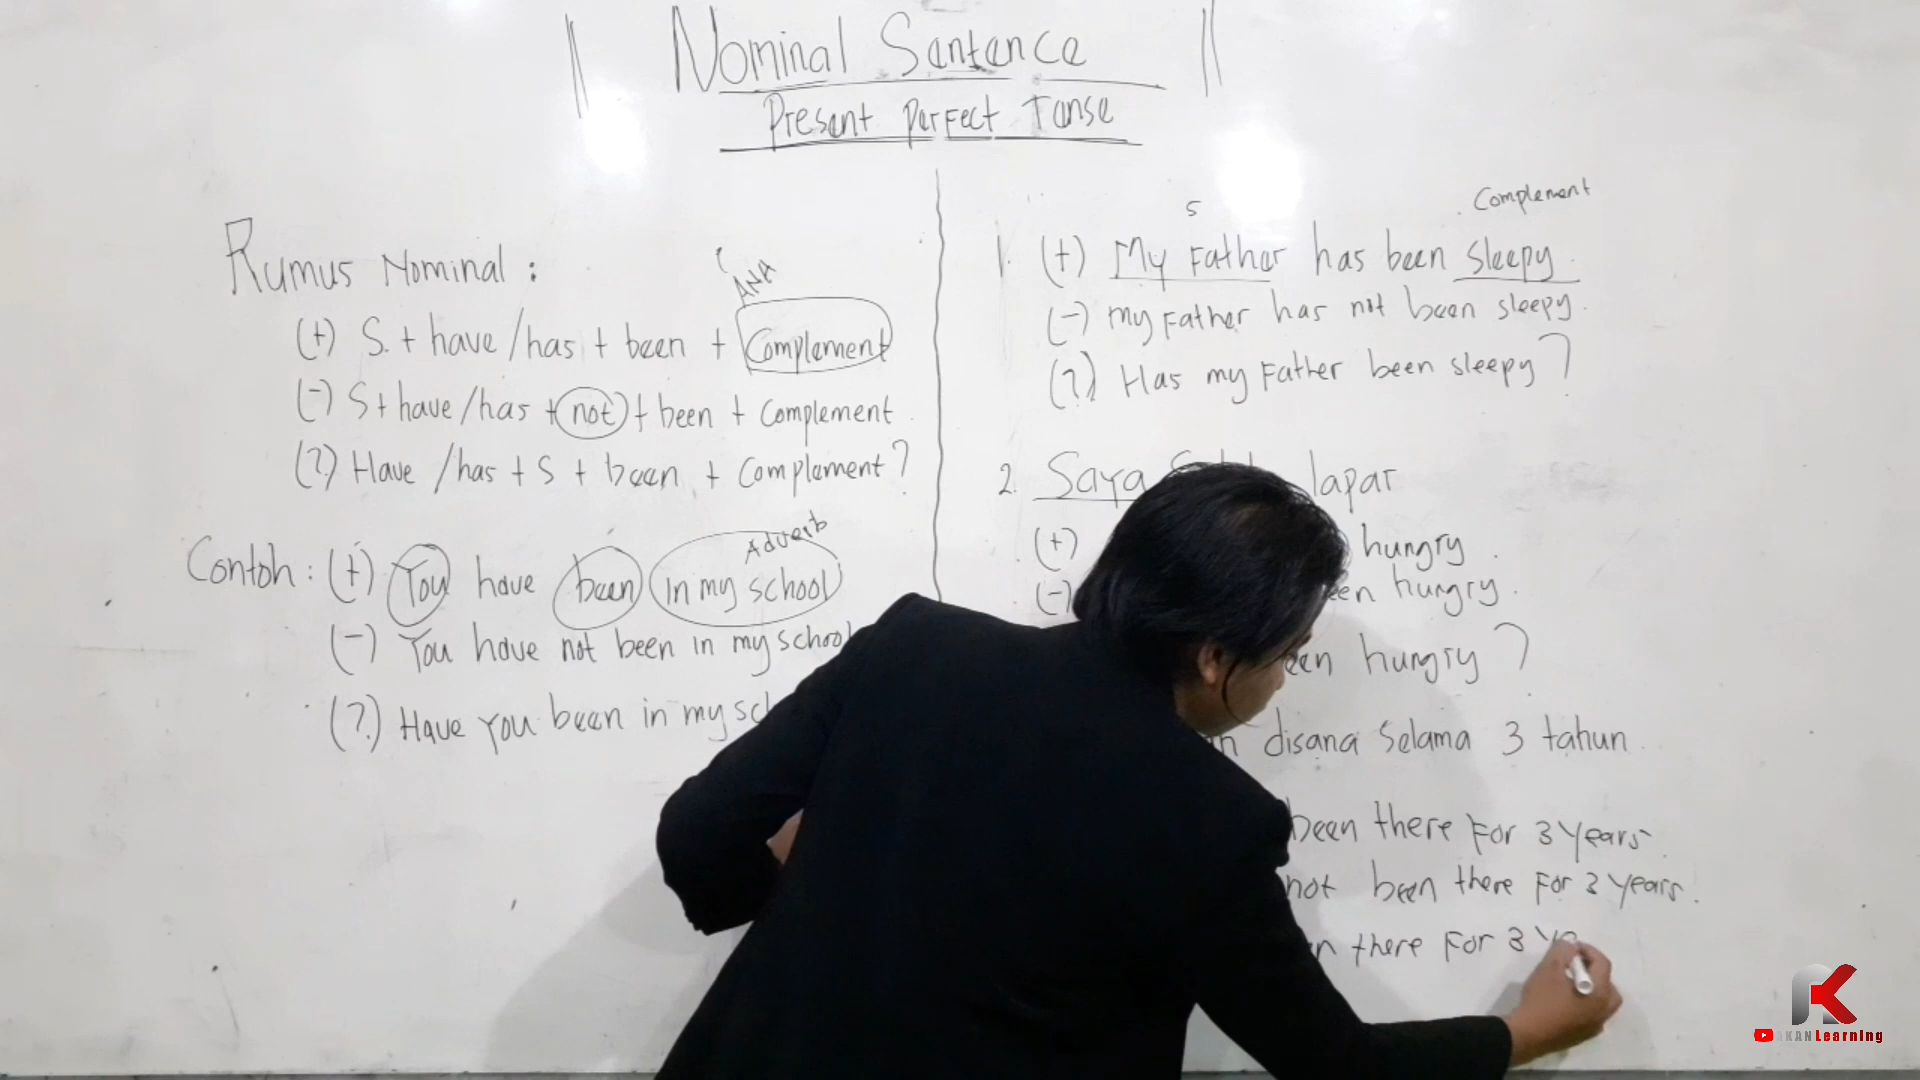 Nominal Sentence
Present Perfect Tense
Rumus Nominal :
ANA
(+) S. + have / has + been + Complement
(-) S + have / has + not + been + Complement
(?) Have / has + S + been + Complement ?
Adverb
Contoh : (+) You have been in my school
(-) You have not been in my school
(?) Have you been in my
S Complement
1. (+) My Father has been sleepy.
(-) my Father has not been sleepy.
(?) Has my Father been sleepy ?
2. Saya lapar
(+) hungry .
(-) hungry .
hungry ?
disana selama 3 tahun .
been there For 3 years .
not been there For 3 years .
there For 3
KAN Learning